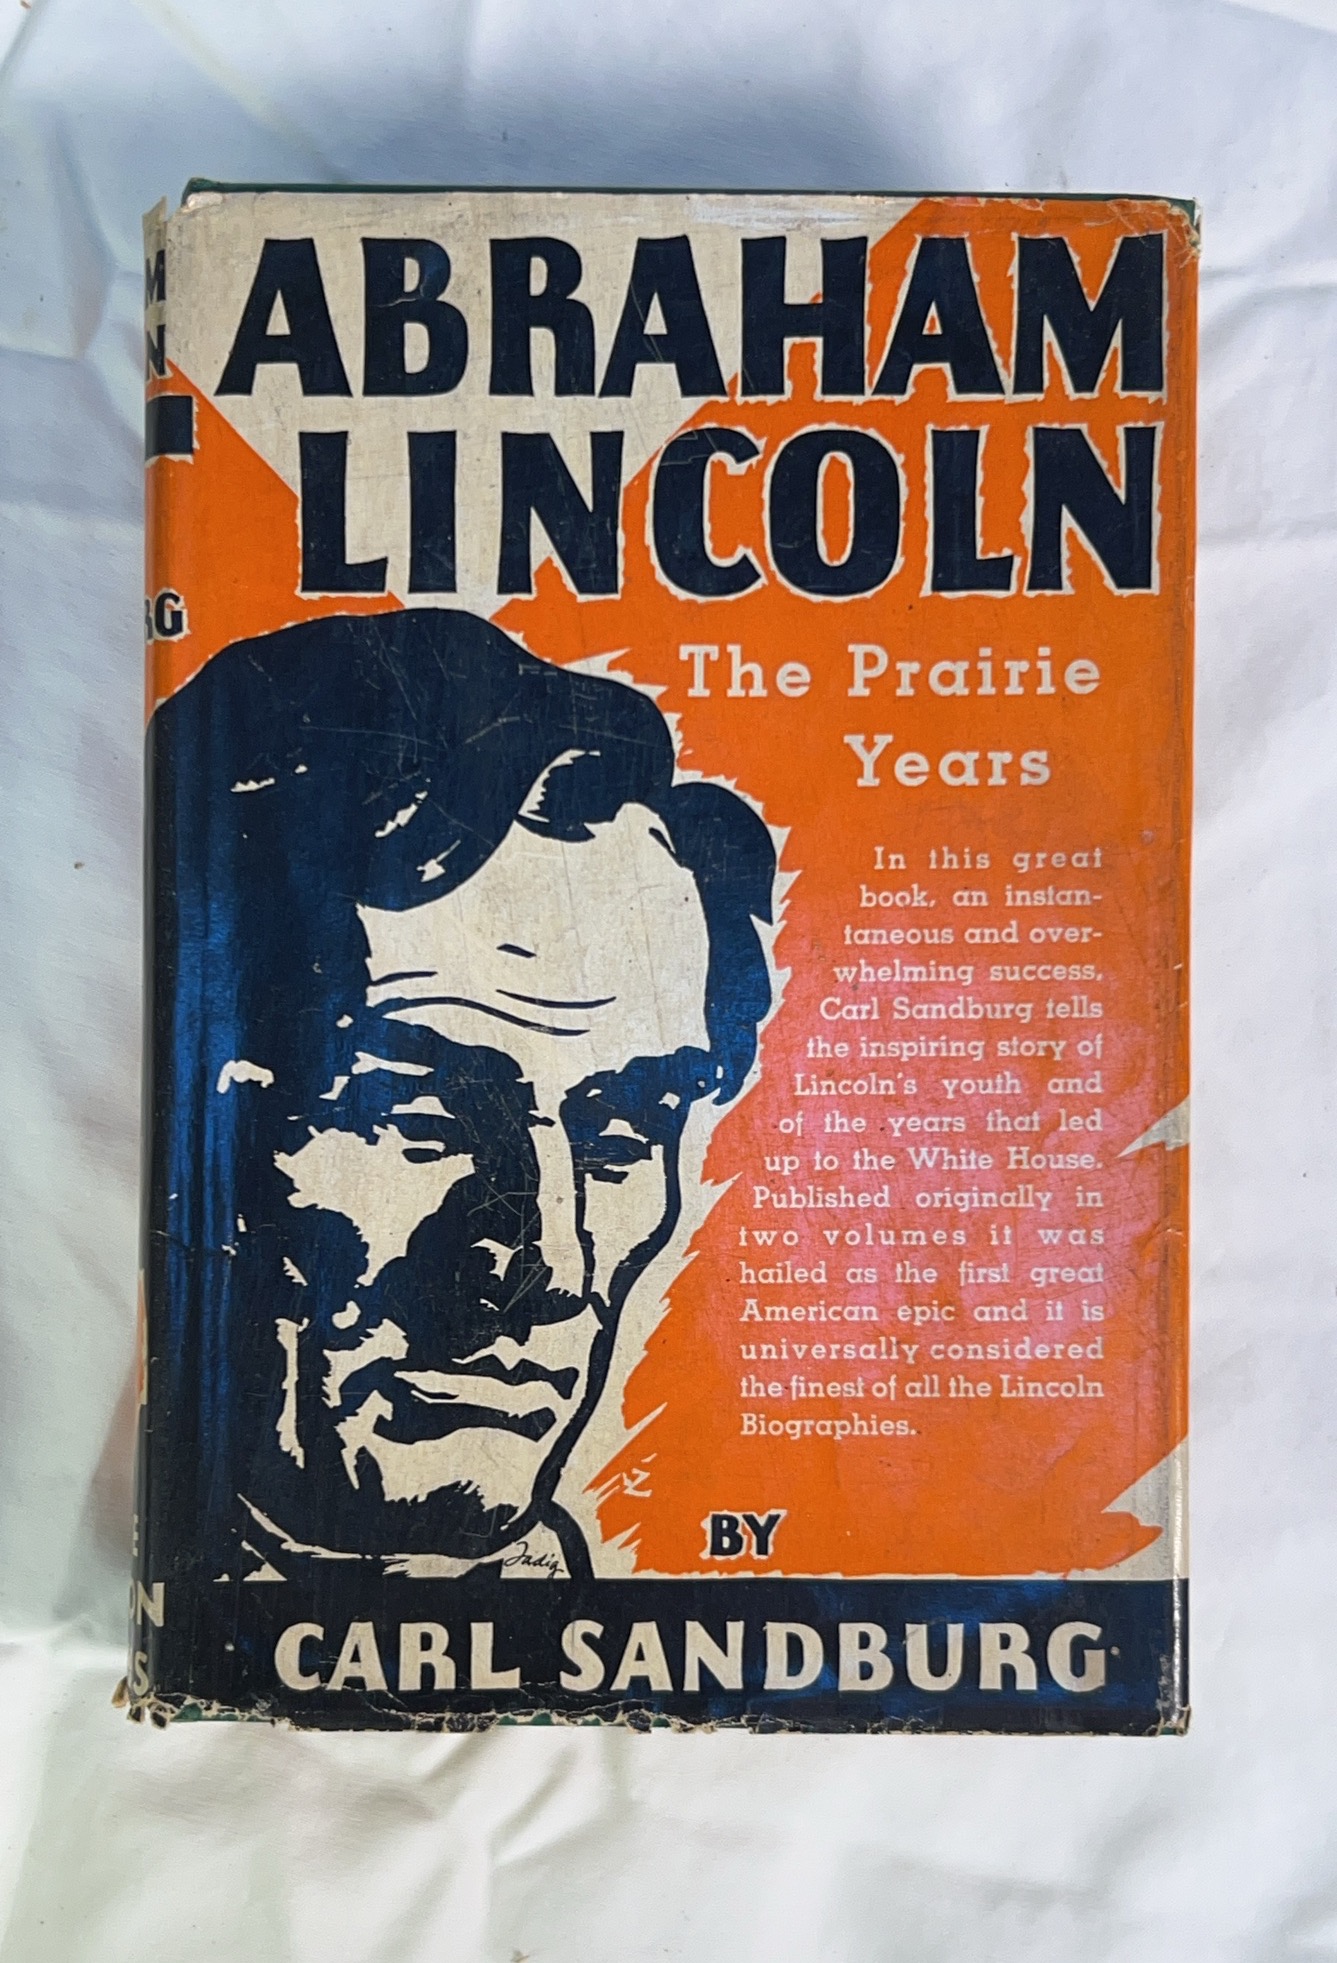 ABRAHAM
LINCOLN
The Prairie
Years
In this great
book, an instan-
taneous and over-
whelming success,
Carl Sandburg tells
the inspiring story of
Lincoln's youth and
of the years that led
up to the White House.
Published originally in
two volumes it was
hailed as the first great
American epic and it is
universally considered
the finest of all the Lincoln
Biographies.
BY
CARL SANDBURG
M
N
RG
E
ON
S